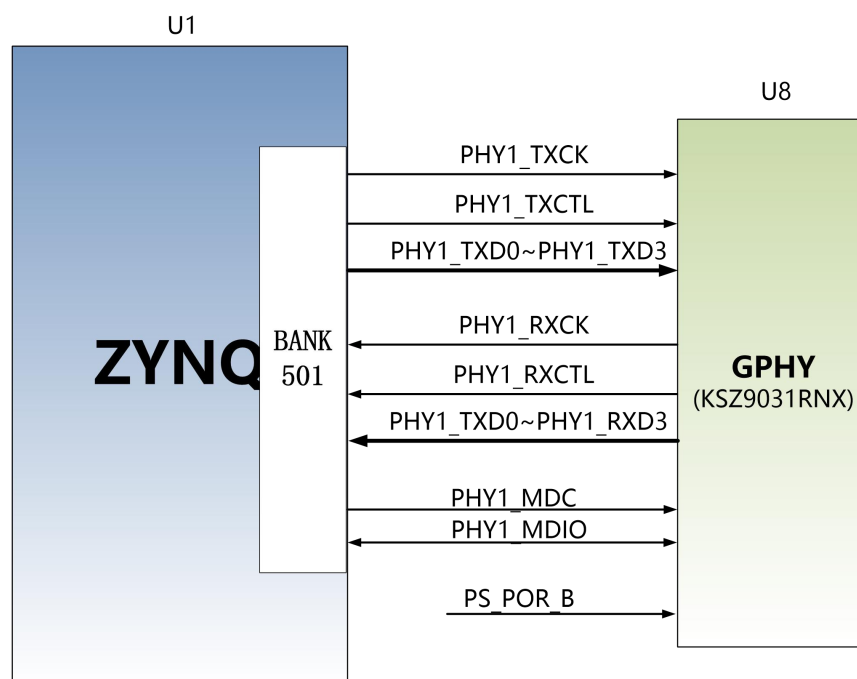 U1
U8
PHY1_TXCK
PHY1_TXCTL
PHY1_TXD0~PHY1_TXD3
PHY1_RXCK
PHY1_RXCTL
PHY1_TXD0~PHY1_RXD3
PHY1_MDC
PHY1_MDIO
PS_POR_B
ZYNQ
BANK
501
GPHY
(KSZ9031RNX)